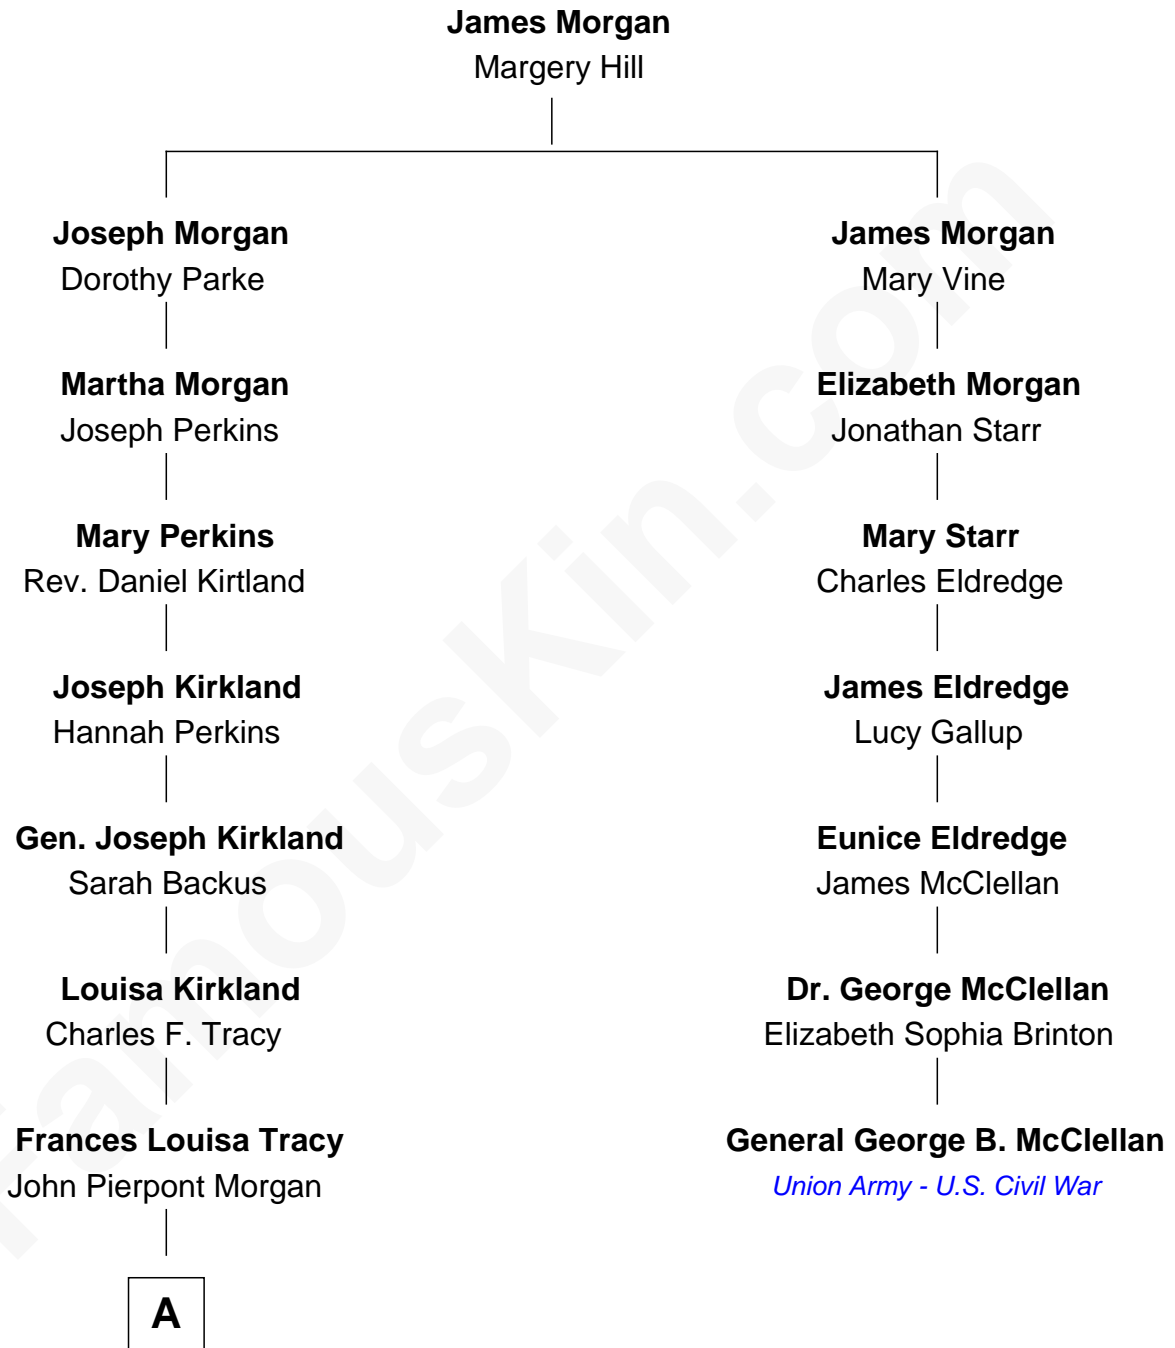 James Morgan
Margery Hill
Joseph Morgan
Dorothy Parke
Martha Morgan
Joseph Perkins
Mary Perkins
Rev. Daniel Kirtland
Joseph Kirkland
Hannah Perkins
Gen. Joseph Kirkland
Sarah Backus
Louisa Kirkland
Charles F. Tracy
Frances Louisa Tracy
John Pierpont Morgan
A
James Morgan
Mary Vine
Elizabeth Morgan
Jonathan Starr
Mary Starr
Charles Eldredge
James Eldredge
Lucy Gallup
Eunice Eldredge
James McClellan
Dr. George McClellan
Elizabeth Sophia Brinton
General George B. McClellan
Union Army - U.S. Civil War
FamousKin.com